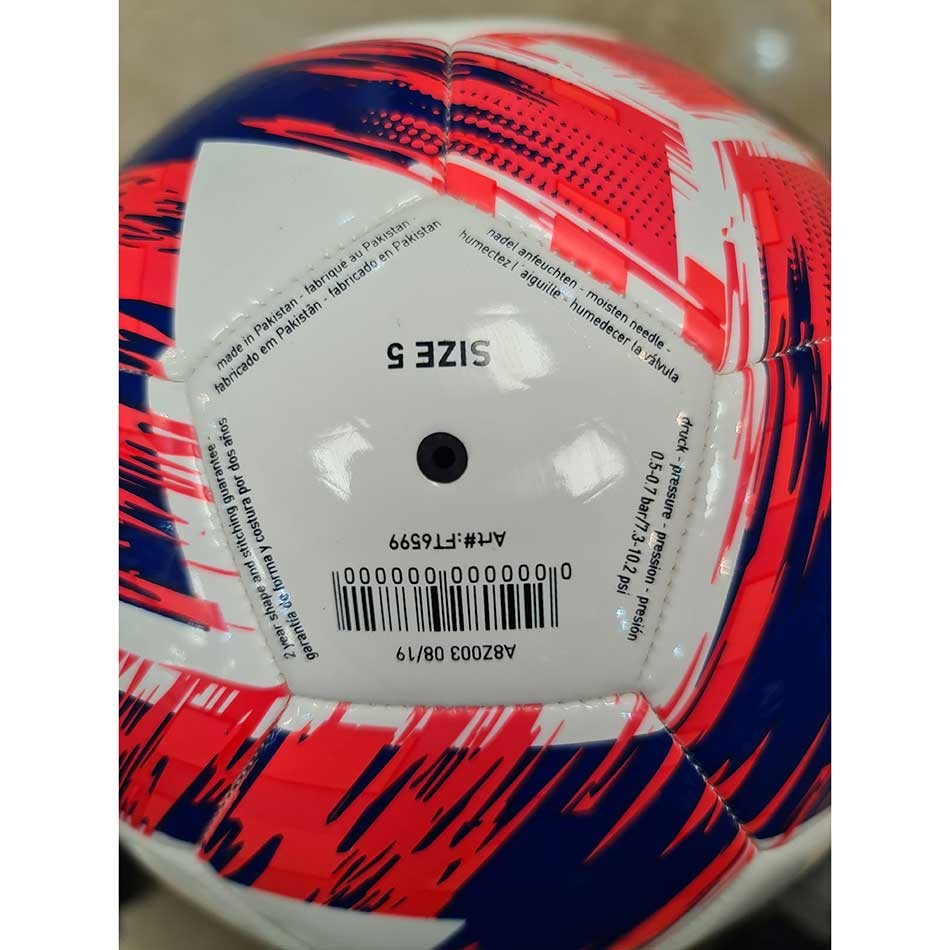 made in Pakistan - fabriqué au Pakistan -
fabricado em Pakistân - fabricado en Pakistán
nadel anfeuchten - moisten needle -
humectez l´aiguille - humedecer la válvula
SIZE 5
druck - pressure - pression - presión
0.5-0.7 bar/7.3-10.2 psi
2 year shape and stitching guarantee -
garantía de forma y costura por dos años
A8Z003 08/19
0 000000 000000
Art#:FT6599